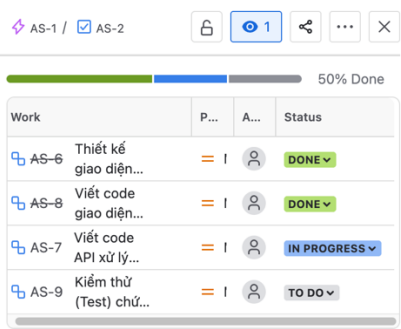 AS-1 / AS-2
1
50% Done
Work P... A... Status
AS-6 Thiết kế
giao diện... DONE
AS-8 Viết code
giao diện... DONE
AS-7 Viết code
API xử lý... IN PROGRESS
AS-9 Kiểm thử
(Test) chứ... TO DO